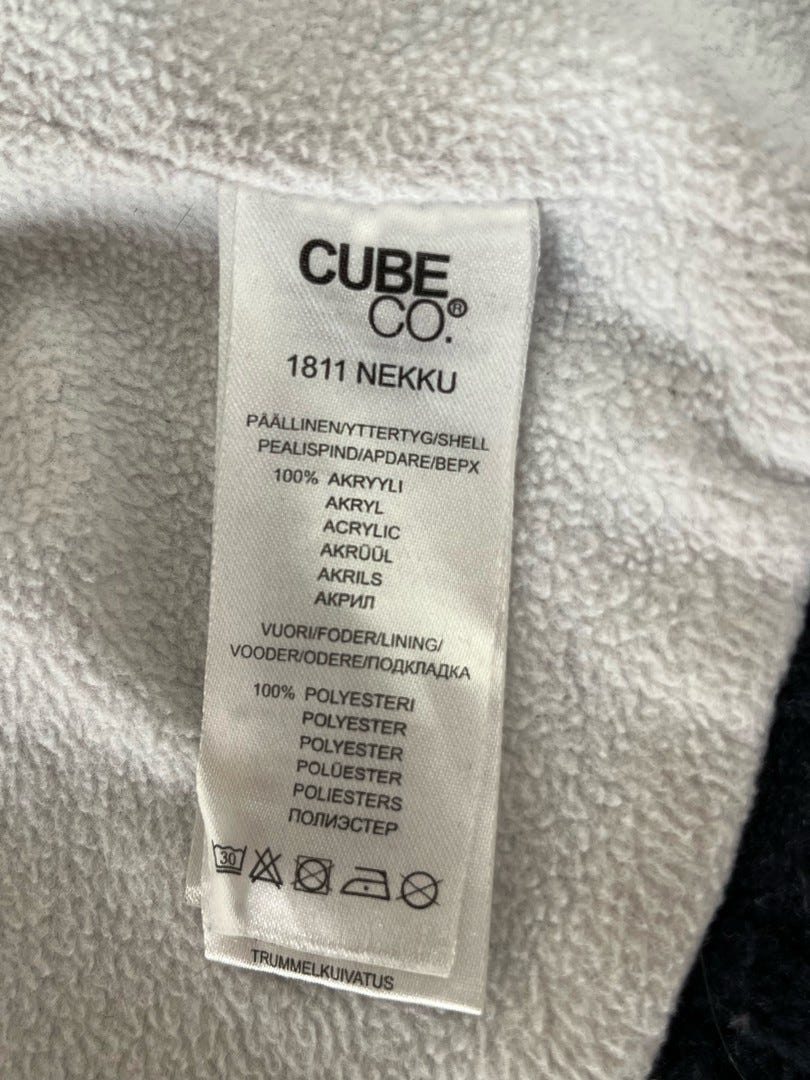 CUBE
CO.®
1811 NEKKU
PÄÄLLINEN/YTTERTYG/SHELL
PEALISPIND/APDARE/ВЕРХ
100% AKRYYLI
AKRYL
ACRYLIC
AKRÜÜL
AKRILS
АКРИЛ
VUORI/FODER/LINING/
VOODER/ODERE/ПОДКЛАДКА
100% POLYESTERI
POLYESTER
POLYESTER
POLÜESTER
POLIESTERS
ПОЛИЭСТЕР
30
TRUMMELKUIVATUS